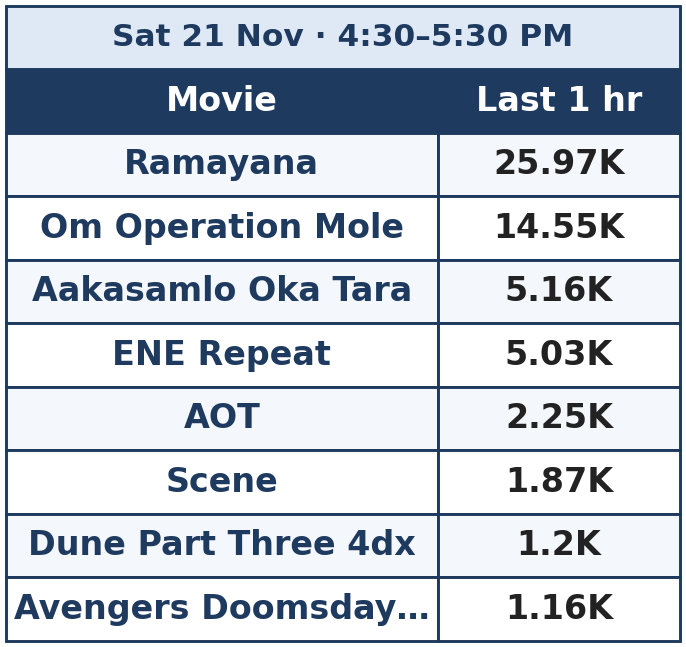 Sat 21 Nov · 4:30–5:30 PM
Movie Last 1 hr
Ramayana 25.97K
Om Operation Mole 14.55K
Aakasamlo Oka Tara 5.16K
ENE Repeat 5.03K
AOT 2.25K
Scene 1.87K
Dune Part Three 4dx 1.2K
Avengers Doomsday... 1.16K